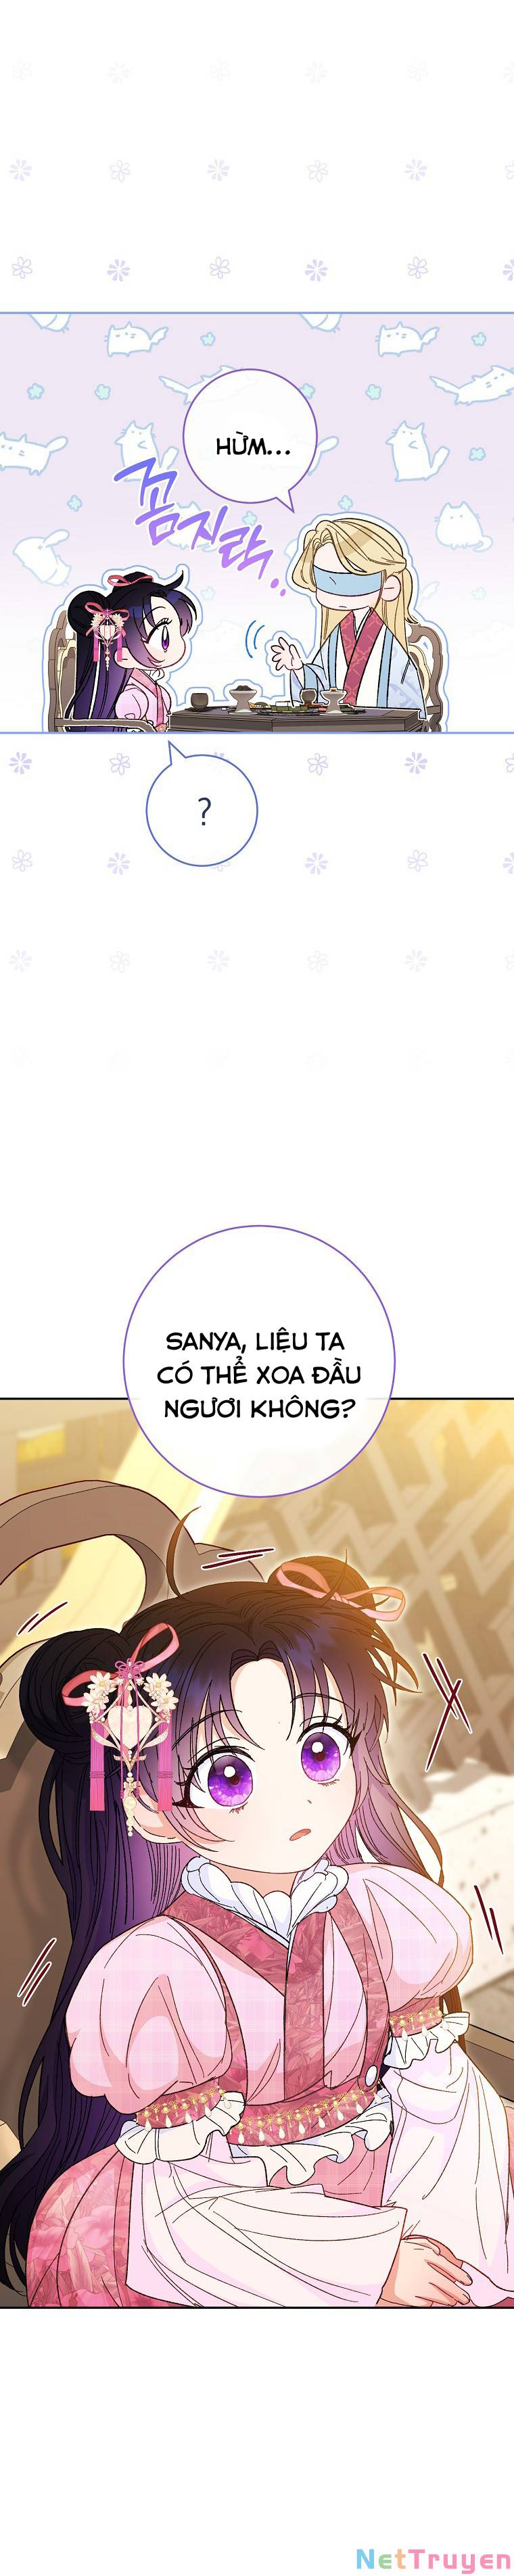 HỪM...
꼼지락..
?
SANYA, LIỆU TA
CÓ THỂ XOA ĐẦU
NGƯƠI KHÔNG?
NetTruyen